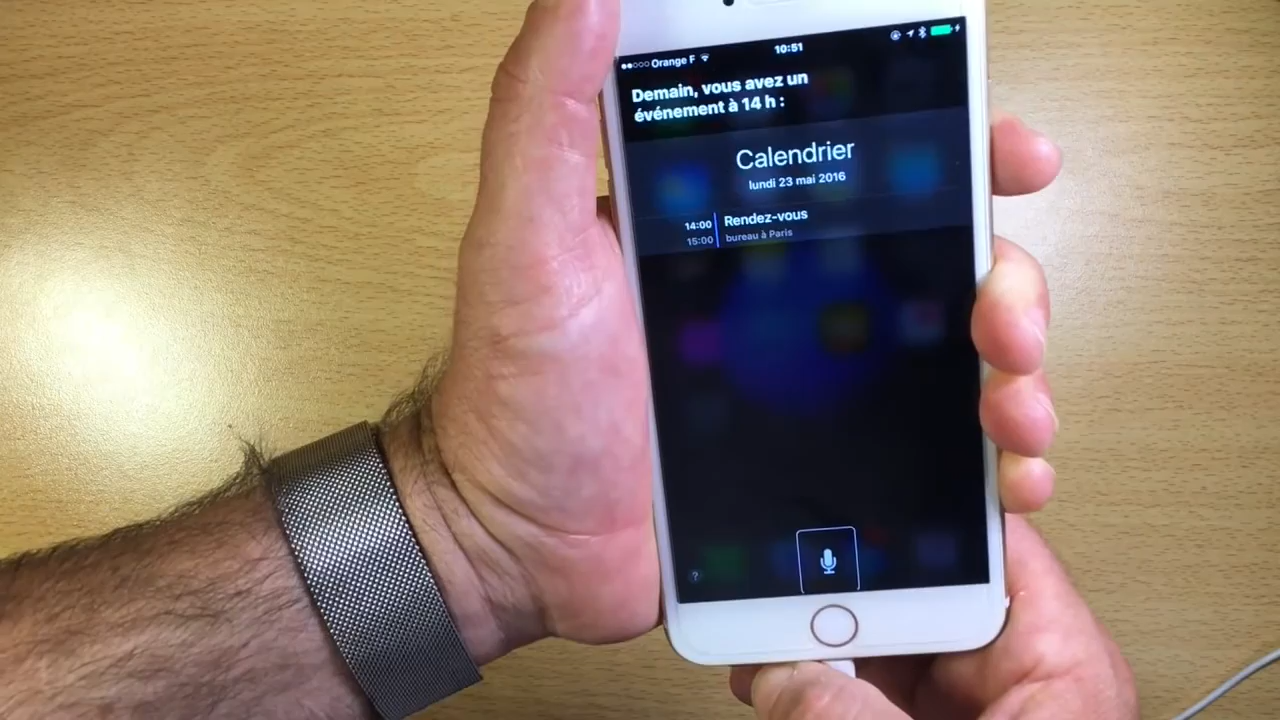 Orange F
10:51
Demain, vous avez un
événement à 14 h :
Calendrier
lundi 23 mai 2016
14:00 Rendez-vous
15:00 bureau à Paris
?